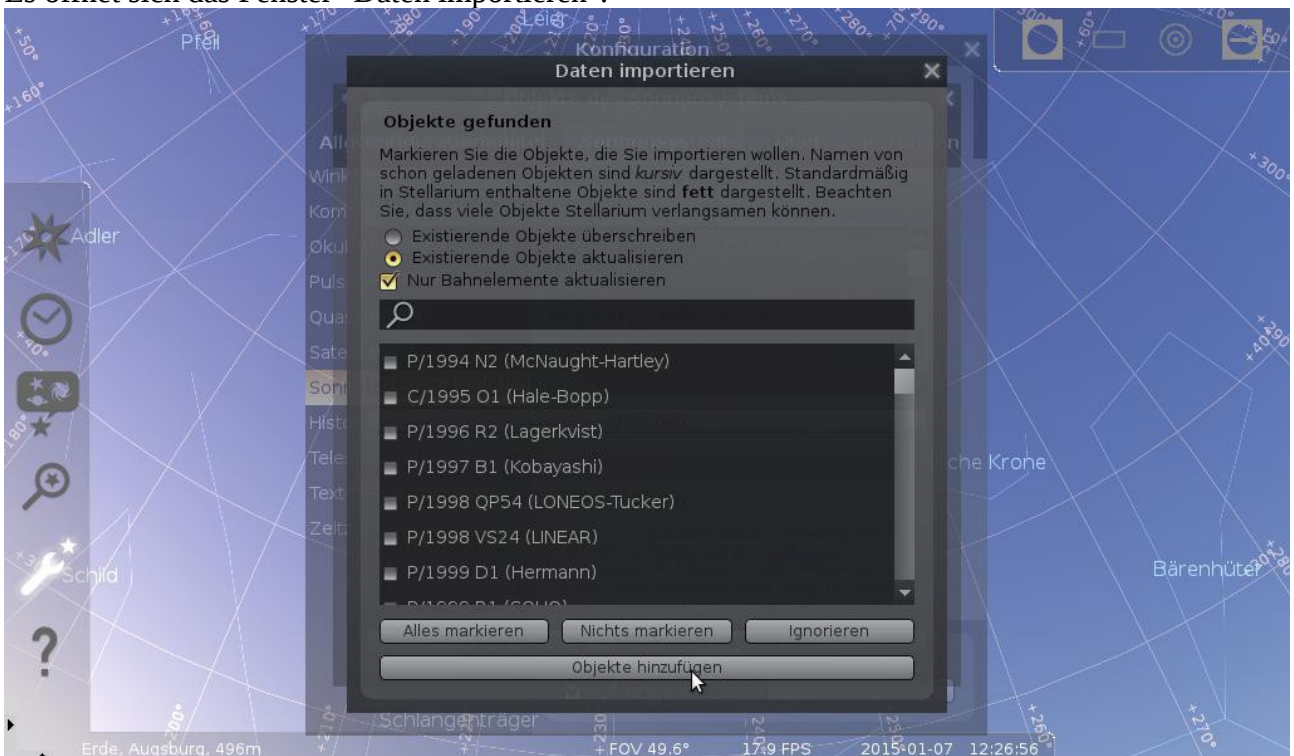 Es öffnet sich das Fenster "Daten importieren":
Leier
Pfeil
Konfiguration
Daten importieren
Objekte gefunden
Markieren Sie die Objekte, die Sie importieren wollen. Namen von
schon geladenen Objekten sind kursiv dargestellt. Standardmäßig
in Stellarium enthaltene Objekte sind fett dargestellt. Beachten
Sie, dass viele Objekte Stellarium verlangsamen können.
Existierende Objekte überschreiben
Existierende Objekte aktualisieren
Nur Bahnelemente aktualisieren
Adler
P/1994 N2 (McNaught-Hartley)
C/1995 O1 (Hale-Bopp)
P/1996 R2 (Lagerkvist)
P/1997 B1 (Kobayashi)
che Krone
P/1998 QP54 (LONEOS-Tucker)
P/1998 VS24 (LINEAR)
P/1999 D1 (Hermann)
Schild
Bärenhüter
Alles markieren
Nichts markieren
Ignorieren
Objekte hinzufügen
Schlangenträger
Erde, Augsburg, 496m
FOV 49.6°
17.9 FPS
2015-01-07 12:26:56